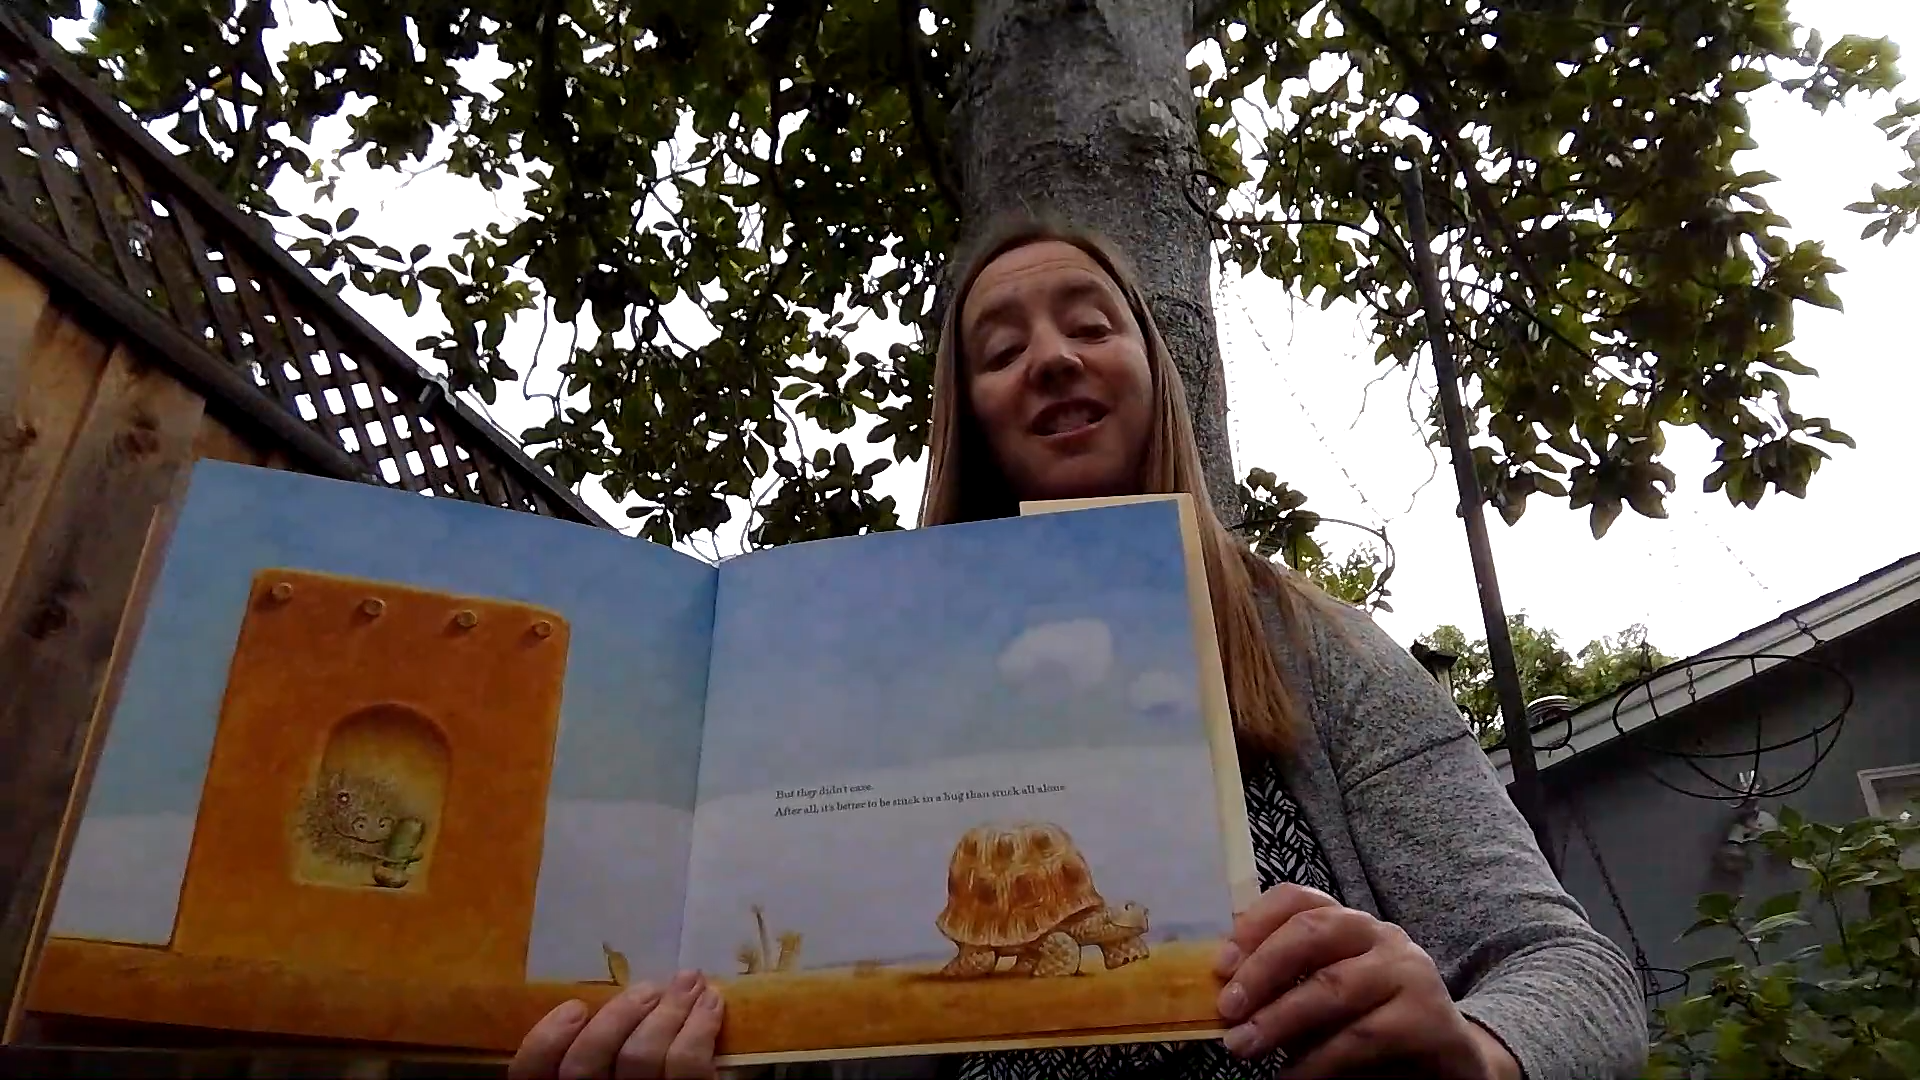 But they didn't care.
After all, it's better to be stuck in a hug than stuck all alone.